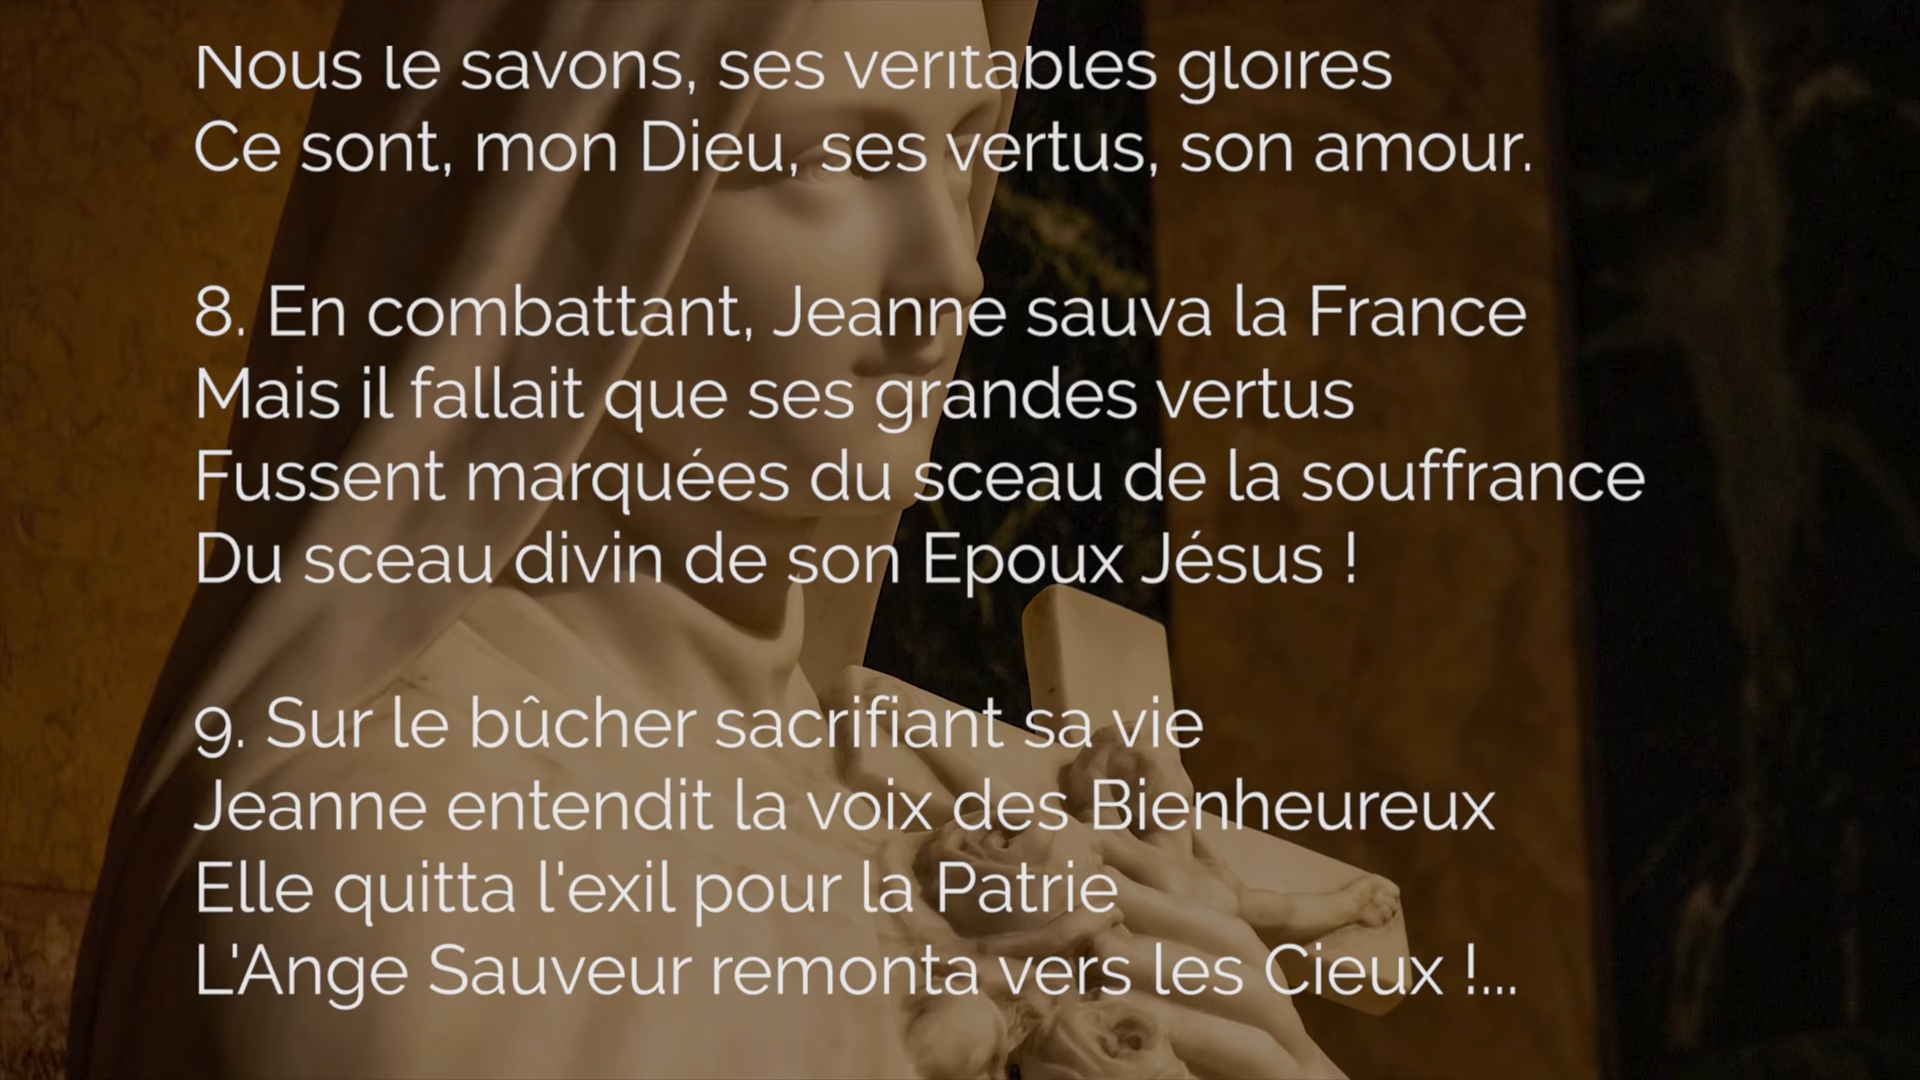 Nous le savons, ses véritables gloires
Ce sont, mon Dieu, ses vertus, son amour.
8. En combattant, Jeanne sauva la France
Mais il fallait que ses grandes vertus
Fussent marquées du sceau de la souffrance
Du sceau divin de son Epoux Jésus !
9. Sur le bûcher sacrifiant sa vie
Jeanne entendit la voix des Bienheureux
Elle quitta l'exil pour la Patrie
L'Ange Sauveur remonta vers les Cieux !...